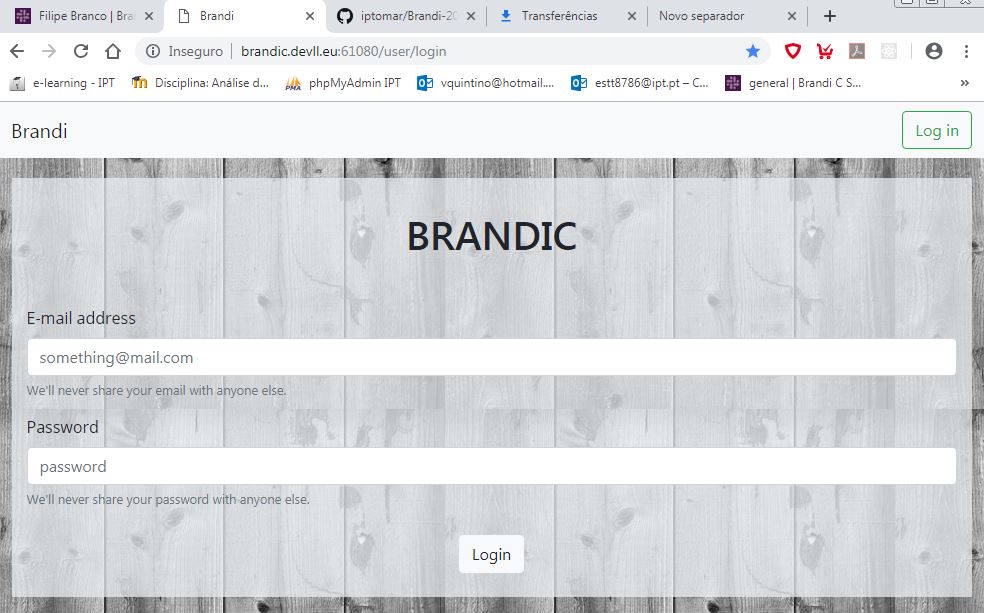 Filipe Branco | Bra
Brandi
iptomar/Brandi-20
Transferências
Novo separador
Inseguro
brandic.devll.eu:61080/user/login
e-learning - IPT
Disciplina: Análise d...
phpMyAdmin IPT
vquintino@hotmail....
estt8786@ipt.pt – C...
general | Brandi C S...
»
Brandi
Log in
BRANDIC
E-mail address
something@mail.com
We'll never share your email with anyone else.
Password
password
We'll never share your password with anyone else.
Login